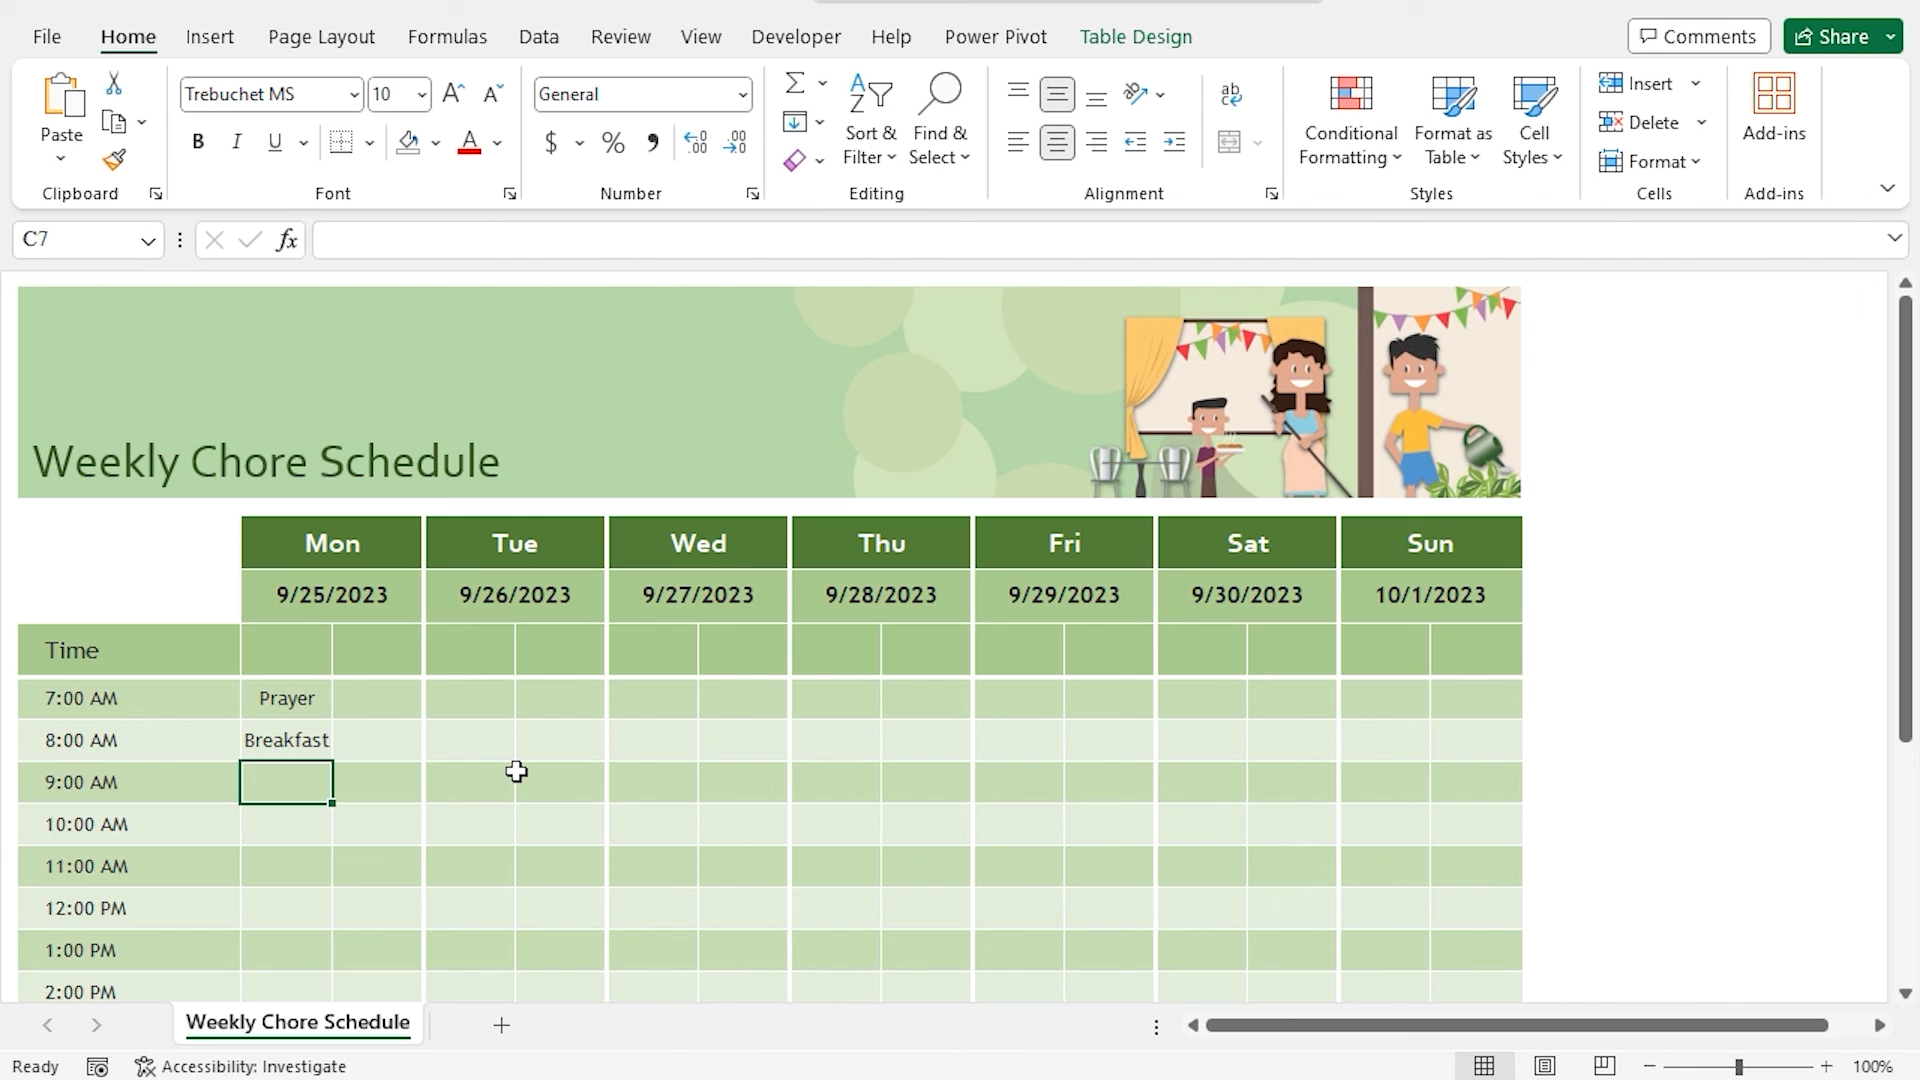 File Home Insert Page Layout Formulas Data Review View Developer Help Power Pivot Table Design Comments Share
Trebuchet MS 10 General
Paste
B I U A $ % , .00
Sort & Filter
Find & Select
ab
Conditional Formatting
Format as Table
Cell Styles
Insert
Delete
Format
Add-ins
Clipboard Font Number Editing Alignment Styles Cells Add-ins
C7 fx
Weekly Chore Schedule
Mon Tue Wed Thu Fri Sat Sun
9/25/2023 9/26/2023 9/27/2023 9/28/2023 9/29/2023 9/30/2023 10/1/2023
Time
7:00 AM Prayer
8:00 AM Breakfast
9:00 AM
10:00 AM
11:00 AM
12:00 PM
1:00 PM
2:00 PM
Weekly Chore Schedule
Ready Accessibility: Investigate 100%